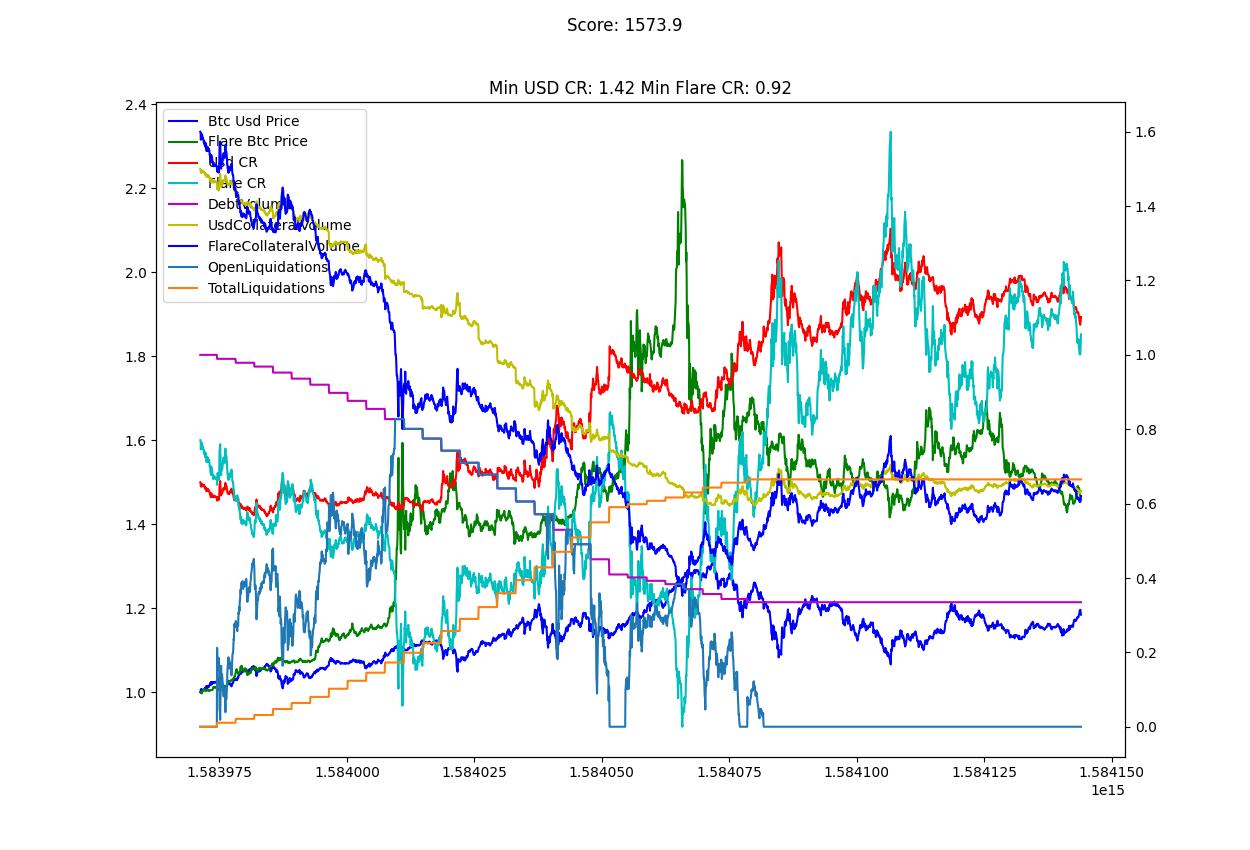 Score: 1573.9
Min USD CR: 1.42 Min Flare CR: 0.92
2.4
2.2
2.0
1.8
1.6
1.4
1.2
1.0
Btc Usd Price
Flare Btc Price
Usd CR
Flare CR
DebtVolume
UsdCollateralVolume
FlareCollateralVolume
OpenLiquidations
TotalLiquidations
1.6
1.4
1.2
1.0
0.8
0.6
0.4
0.2
0.0
1.583975 1.584000 1.584025 1.584050 1.584075 1.584100 1.584125 1.584150
1e15